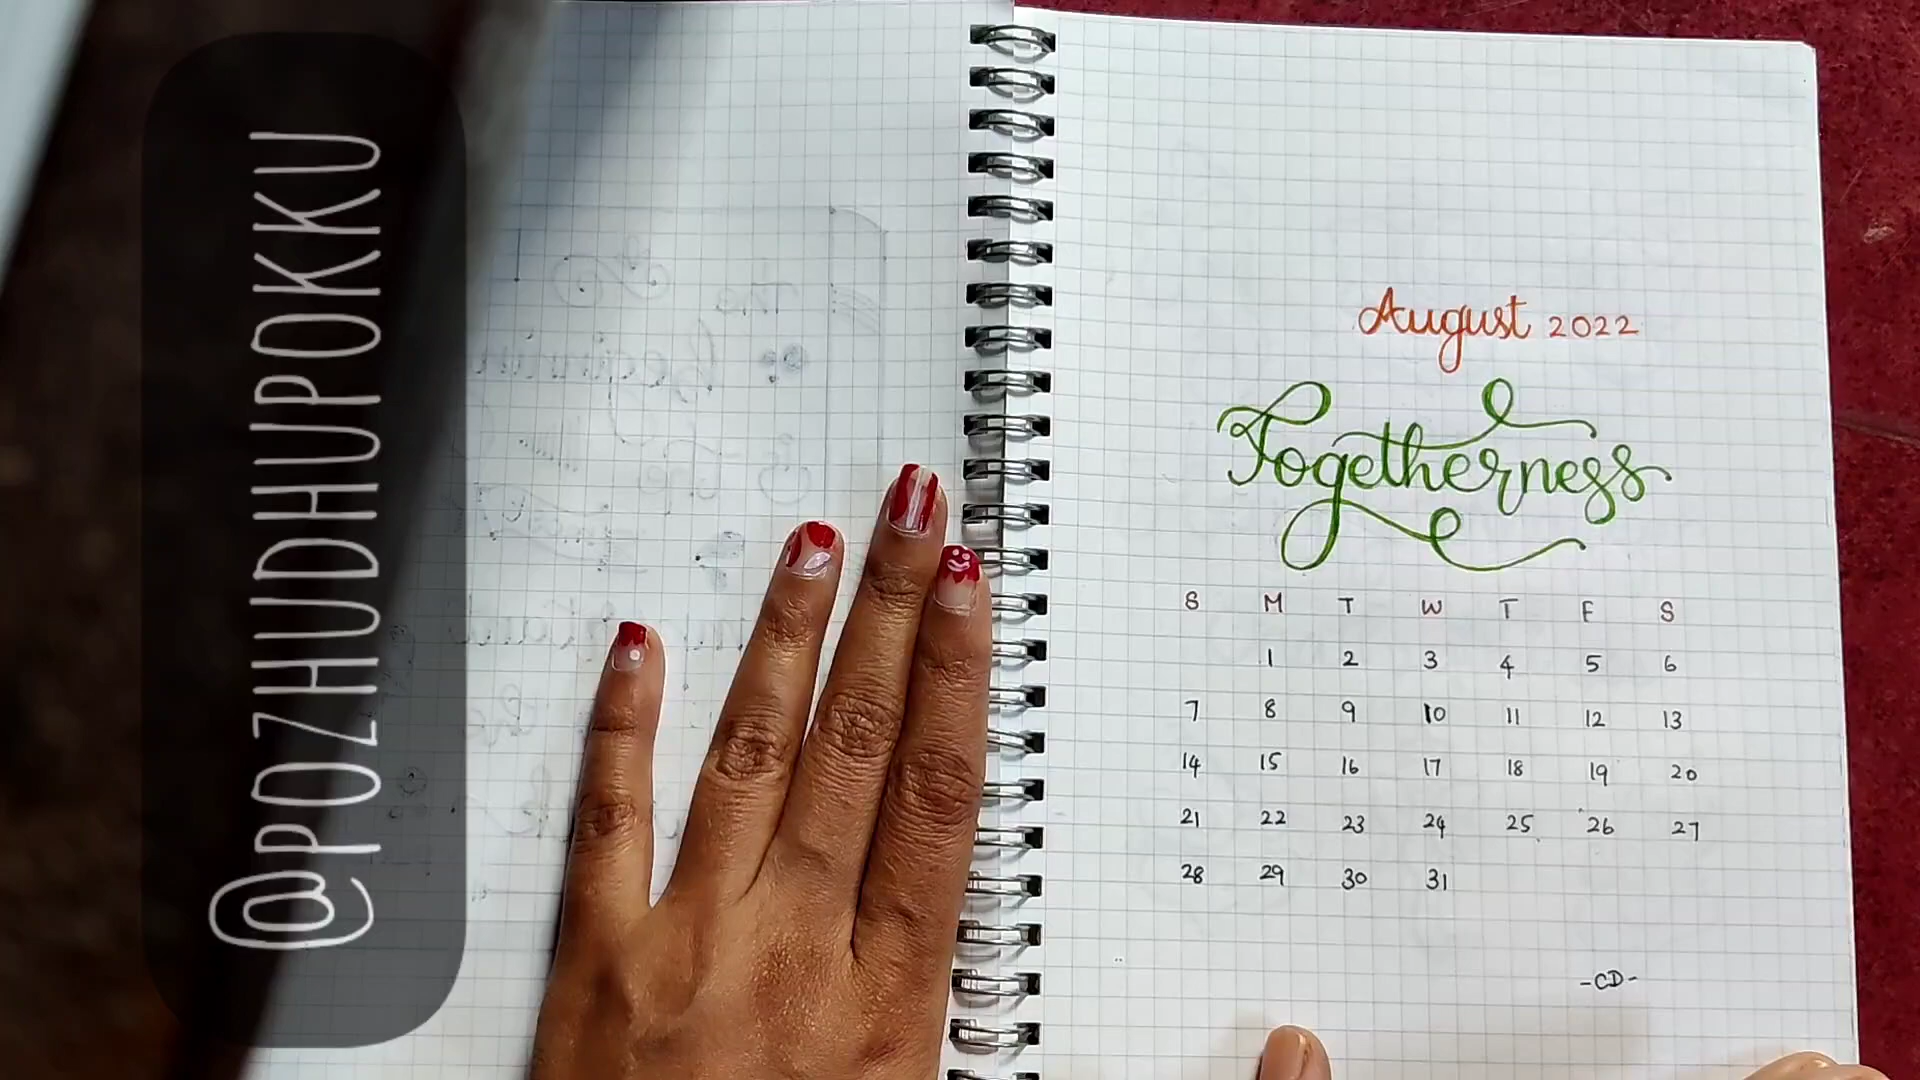 @POZHUDHUPOKKU
August 2022
Togetherness
S M T W T F S
1 2 3 4 5 6
7 8 9 10 11 12 13
14 15 16 17 18 19 20
21 22 23 24 25 26 27
28 29 30 31
-CD-